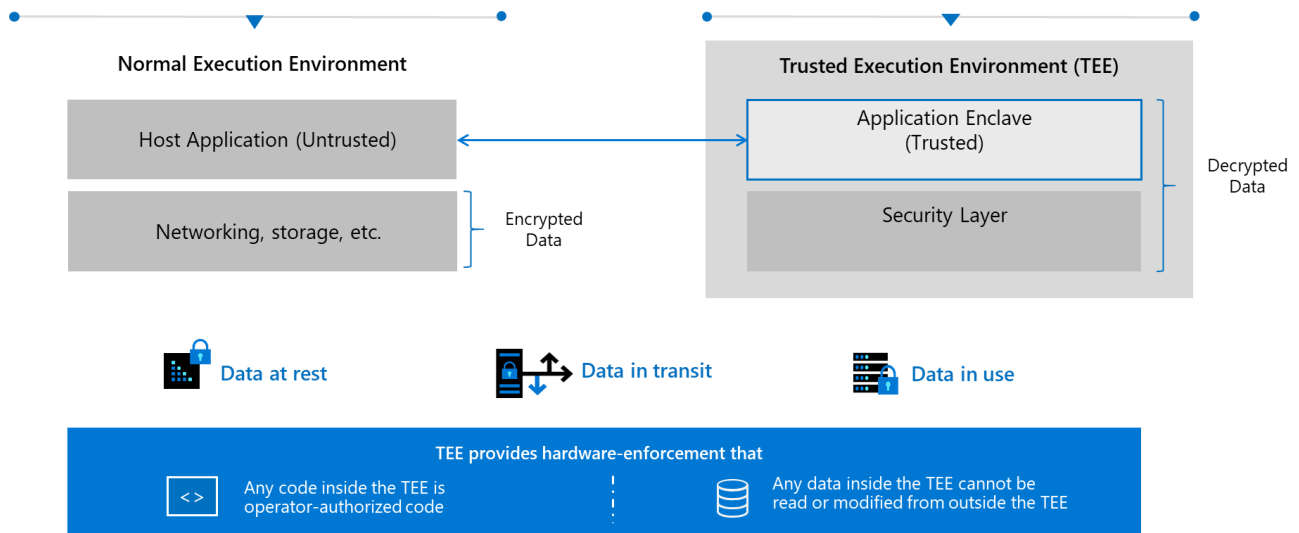 Normal Execution Environment
Host Application (Untrusted)
Networking, storage, etc.
Encrypted
Data
Trusted Execution Environment (TEE)
Application Enclave
(Trusted)
Security Layer
Decrypted
Data
Data at rest
Data in transit
Data in use
TEE provides hardware-enforcement that
<>
Any code inside the TEE is
operator-authorized code
Any data inside the TEE cannot be
read or modified from outside the TEE